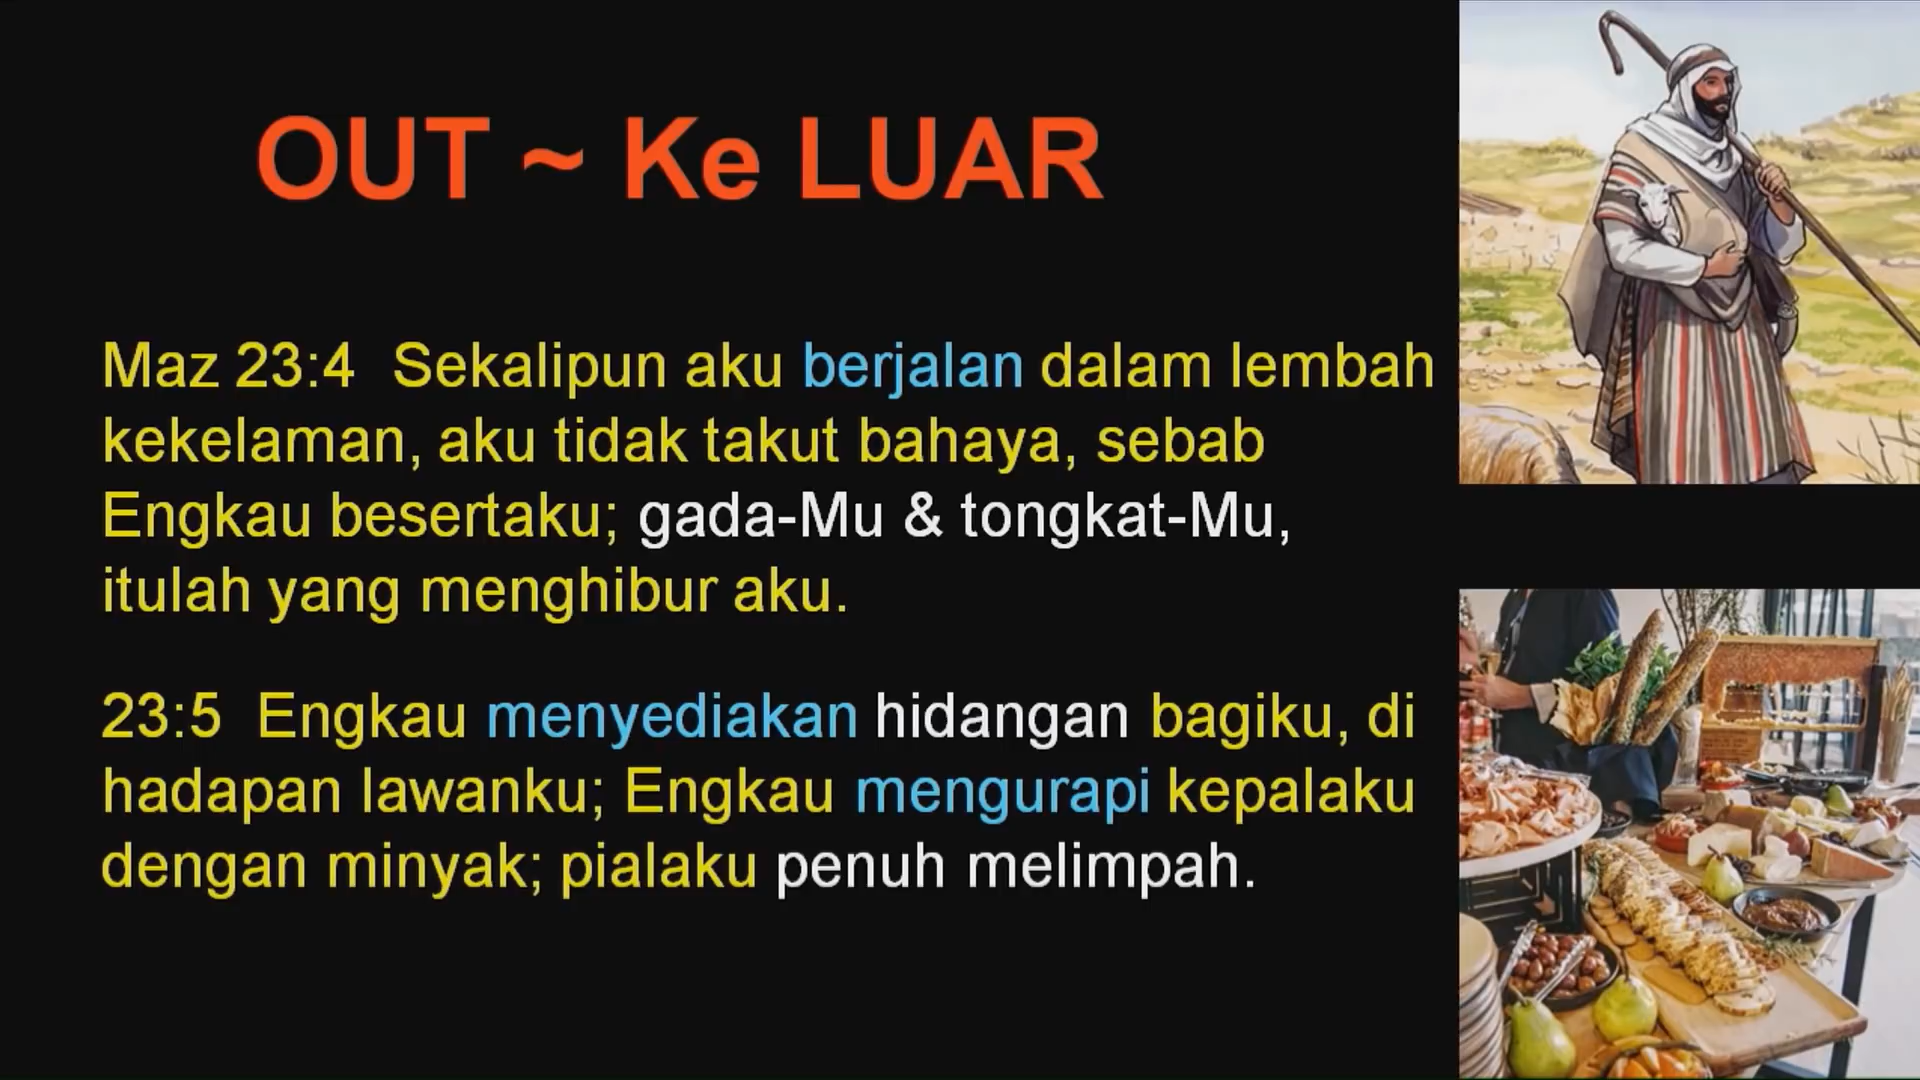 OUT ~ Ke LUAR
Maz 23:4 Sekalipun aku berjalan dalam lembah
kekelaman, aku tidak takut bahaya, sebab
Engkau besertaku; gada-Mu & tongkat-Mu,
itulah yang menghibur aku.
23:5 Engkau menyediakan hidangan bagiku, di
hadapan lawanku; Engkau mengurapi kepalaku
dengan minyak; pialaku penuh melimpah.